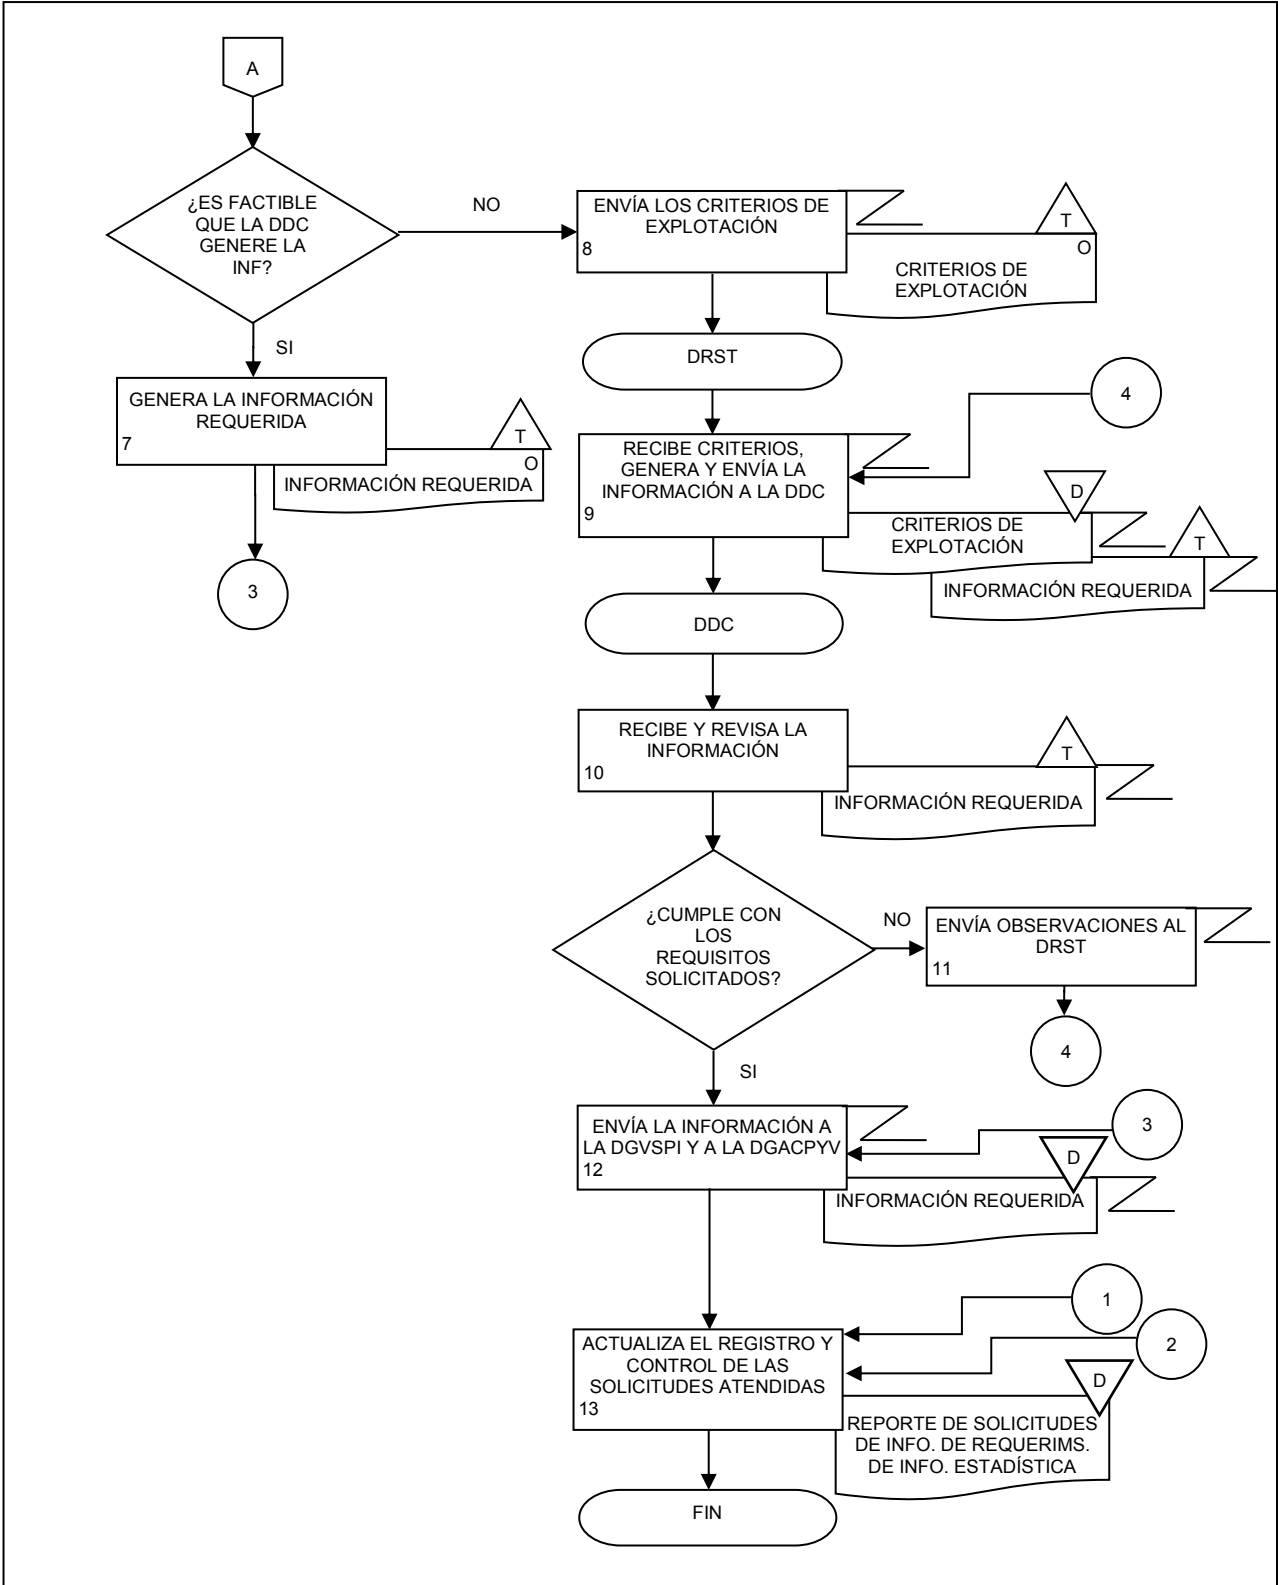 A
¿ES FACTIBLE
QUE LA DDC
GENERE LA
INF?
NO
SI
ENVÍA LOS CRITERIOS DE
EXPLOTACIÓN
8
T
O
CRITERIOS DE
EXPLOTACIÓN
DRST
GENERA LA INFORMACIÓN
REQUERIDA
7
T
O
INFORMACIÓN REQUERIDA
3
4
RECIBE CRITERIOS,
GENERA Y ENVÍA LA
INFORMACIÓN A LA DDC
9
D
CRITERIOS DE
EXPLOTACIÓN
T
INFORMACIÓN REQUERIDA
DDC
RECIBE Y REVISA LA
INFORMACIÓN
10
T
INFORMACIÓN REQUERIDA
¿CUMPLE CON
LOS
REQUISITOS
SOLICITADOS?
NO
ENVÍA OBSERVACIONES AL
DRST
11
4
SI
ENVÍA LA INFORMACIÓN A
LA DGVSPI Y A LA DGACPYV
12
3
D
INFORMACIÓN REQUERIDA
1
2
ACTUALIZA EL REGISTRO Y
CONTROL DE LAS
SOLICITUDES ATENDIDAS
13
D
REPORTE DE SOLICITUDES
DE INFO. DE REQUERIMS.
DE INFO. ESTADÍSTICA
FIN